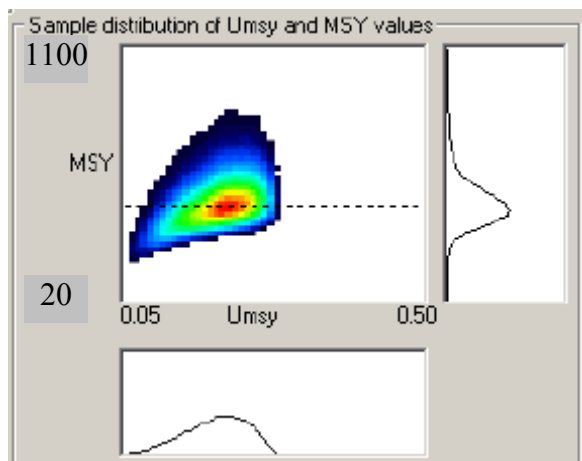 Sample distribution of Umsy and MSY values
1100
MSY
20
0.05 Umsy 0.50